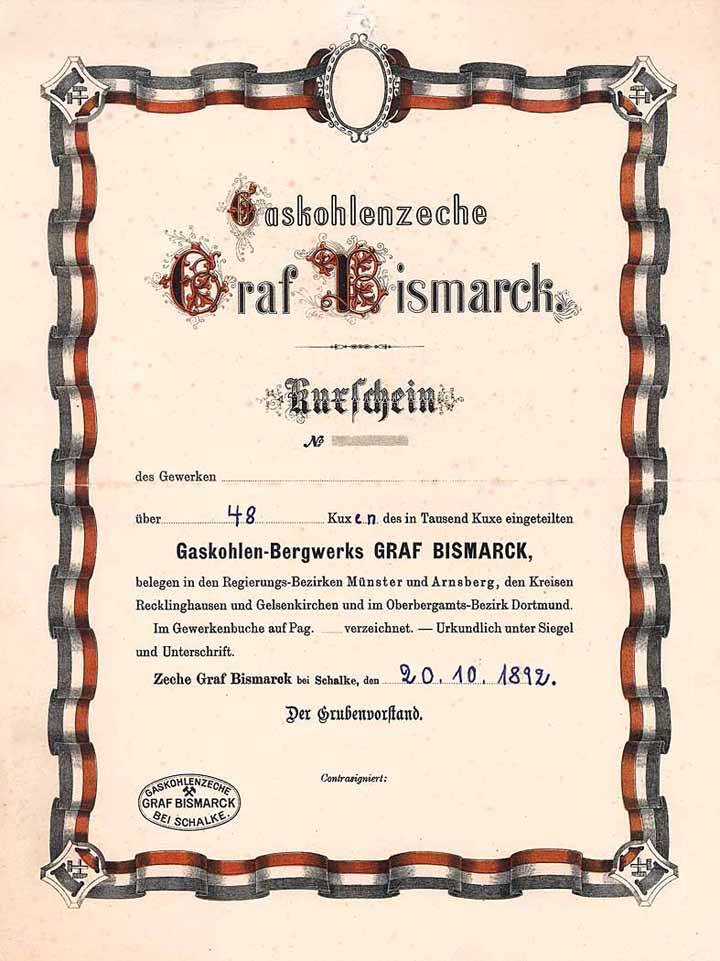 Gaskohlenzeche
Graf Bismarck.
Kuxschein
№
des Gewerken
über 48 Kuxen des in Tausend Kuxe eingeteilten
Gaskohlen-Bergwerks GRAF BISMARCK,
belegen in den Regierungs-Bezirken Münster und Arnsberg, den Kreisen
Recklinghausen und Gelsenkirchen und im Oberbergamts-Bezirk Dortmund.
Im Gewerkenbuche auf Pag. verzeichnet. — Urkundlich unter Siegel
und Unterschrift.
Zeche Graf Bismarck bei Schalke, den 20.10.1892.
Der Grubenvorstand.
Contrasigniert:
GASKOHLENZECHE
GRAF BISMARCK
BEI SCHALKE.